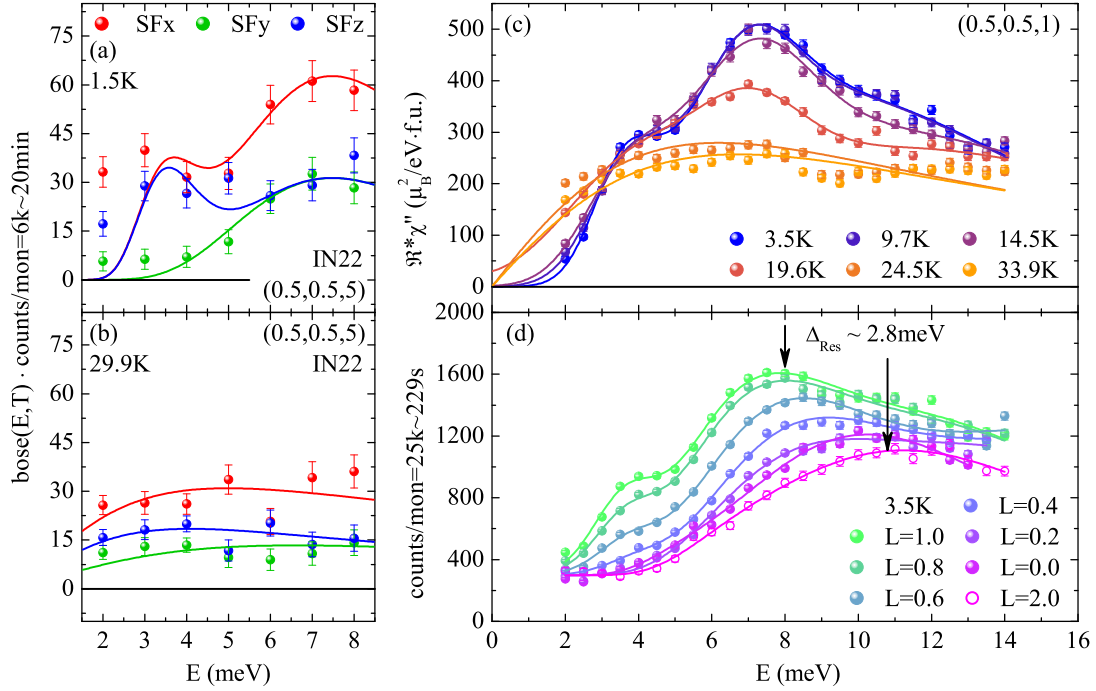 SFx SFy SFz
(a)
1.5K
IN22
(0.5,0.5,5)
0
15
30
45
60
75
(b)
(0.5,0.5,5)
29.9K
IN22
0
15
30
45
60
75
2 3 4 5 6 7 8
E (meV)
bose(E,T) · counts/mon=6k~20min
(c)
(0.5,0.5,1)
0
100
200
300
400
500
ℜ*χ'' (μ_B^2/eV·f.u.)
3.5K 9.7K 14.5K
19.6K 24.5K 33.9K
(d)
Δ_Res ~ 2.8meV
0
400
800
1200
1600
2000
counts/mon=25k~229s
3.5K L=0.4
L=1.0 L=0.2
L=0.8 L=0.0
L=0.6 L=2.0
0 2 4 6 8 10 12 14 16
E (meV)